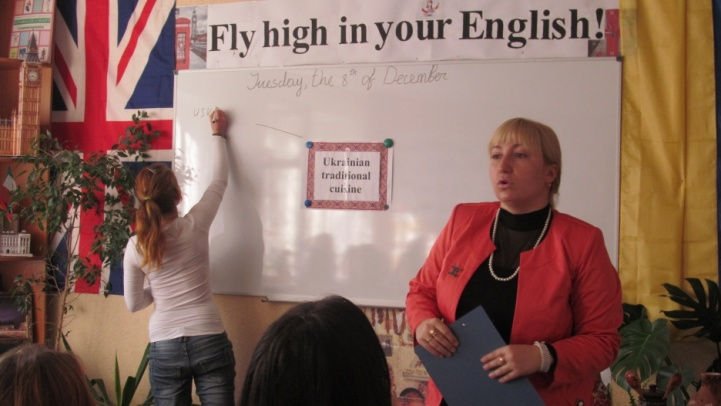 Fly high in your English!
Tuesday, the 8th of December
Ukrainian
traditional
cuisine